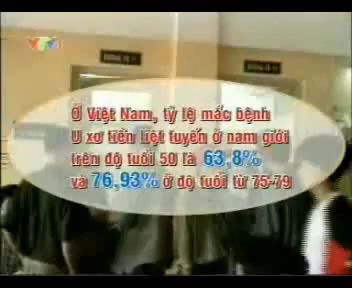 VTV1
Ở Việt Nam, tỷ lệ mắc bệnh
U xơ tiền liệt tuyến ở nam giới
trên độ tuổi 50 là 63,8%
và 76,93% ở độ tuổi từ 75-79